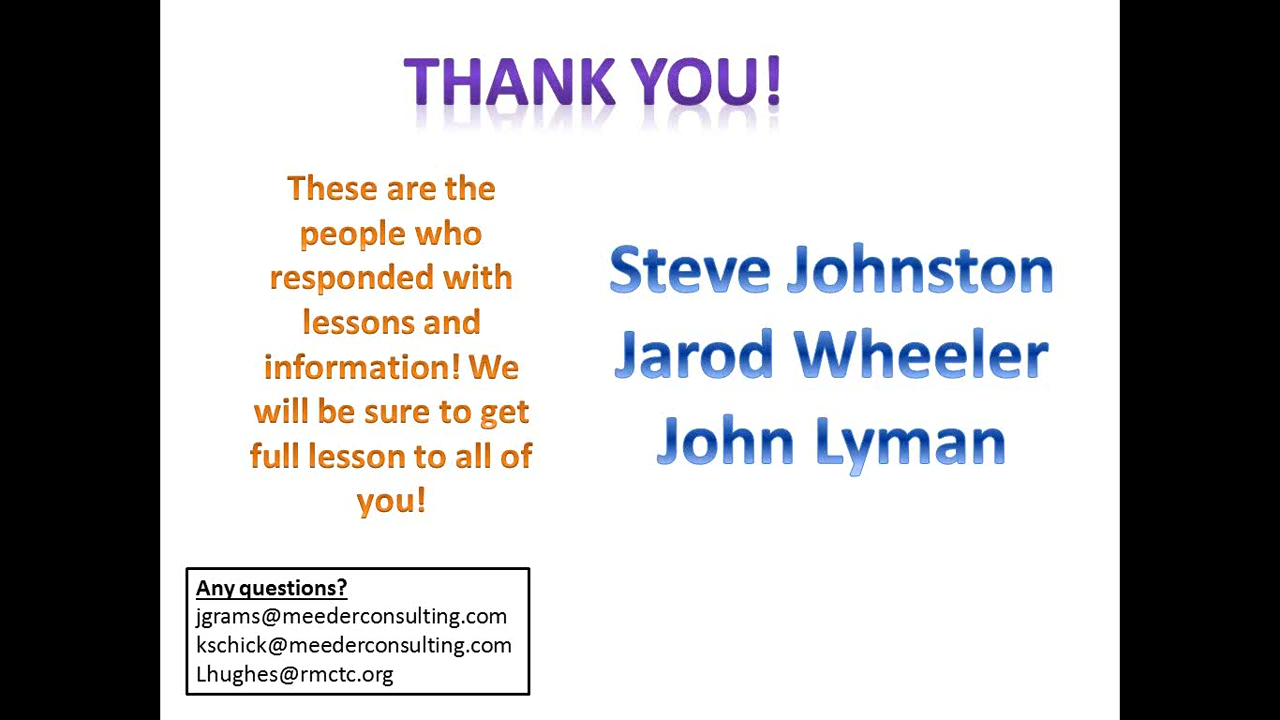 THANK YOU!
These are the
people who
responded with
lessons and
information! We
will be sure to get
full lesson to all of
you!
Steve Johnston
Jarod Wheeler
John Lyman
Any questions?
jgrams@meederconsulting.com
kschick@meederconsulting.com
Lhughes@rmctc.org